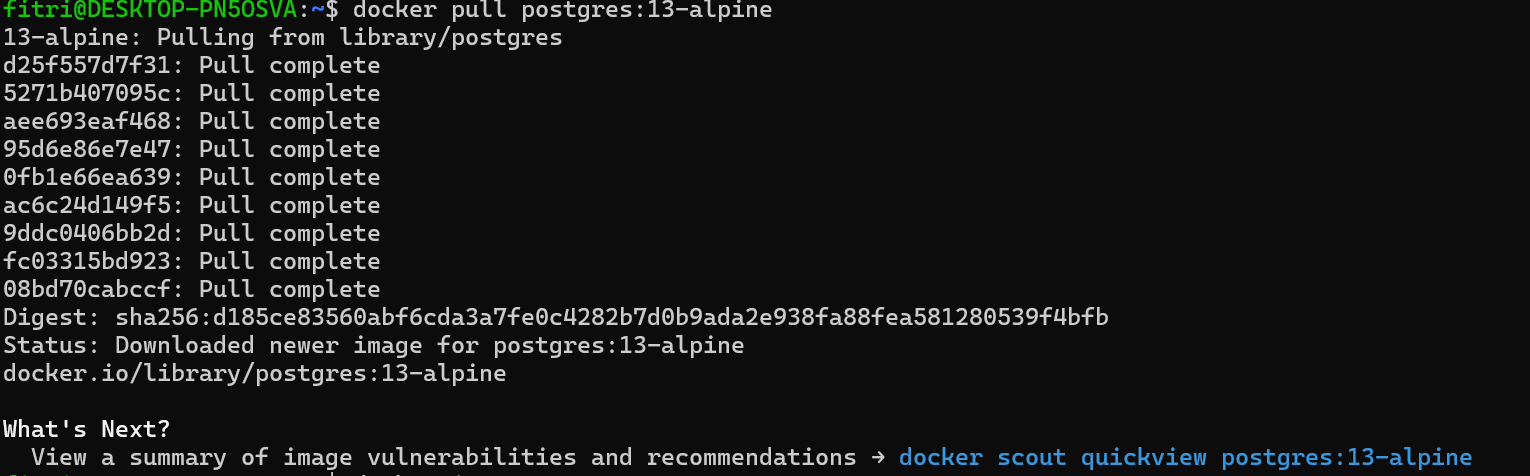 fitri@DESKTOP-PN5OSVA:~$ docker pull postgres:13-alpine
13-alpine: Pulling from library/postgres
d25f557d7f31: Pull complete
5271b407095c: Pull complete
aee693eaf468: Pull complete
95d6e86e7e47: Pull complete
0fb1e66ea639: Pull complete
ac6c24d149f5: Pull complete
9ddc0406bb2d: Pull complete
fc03315bd923: Pull complete
08bd70cabccf: Pull complete
Digest: sha256:d185ce83560abf6cda3a7fe0c4282b7d0b9ada2e938fa88fea581280539f4bfb
Status: Downloaded newer image for postgres:13-alpine
docker.io/library/postgres:13-alpine
What's Next?
View a summary of image vulnerabilities and recommendations → docker scout quickview postgres:13-alpine